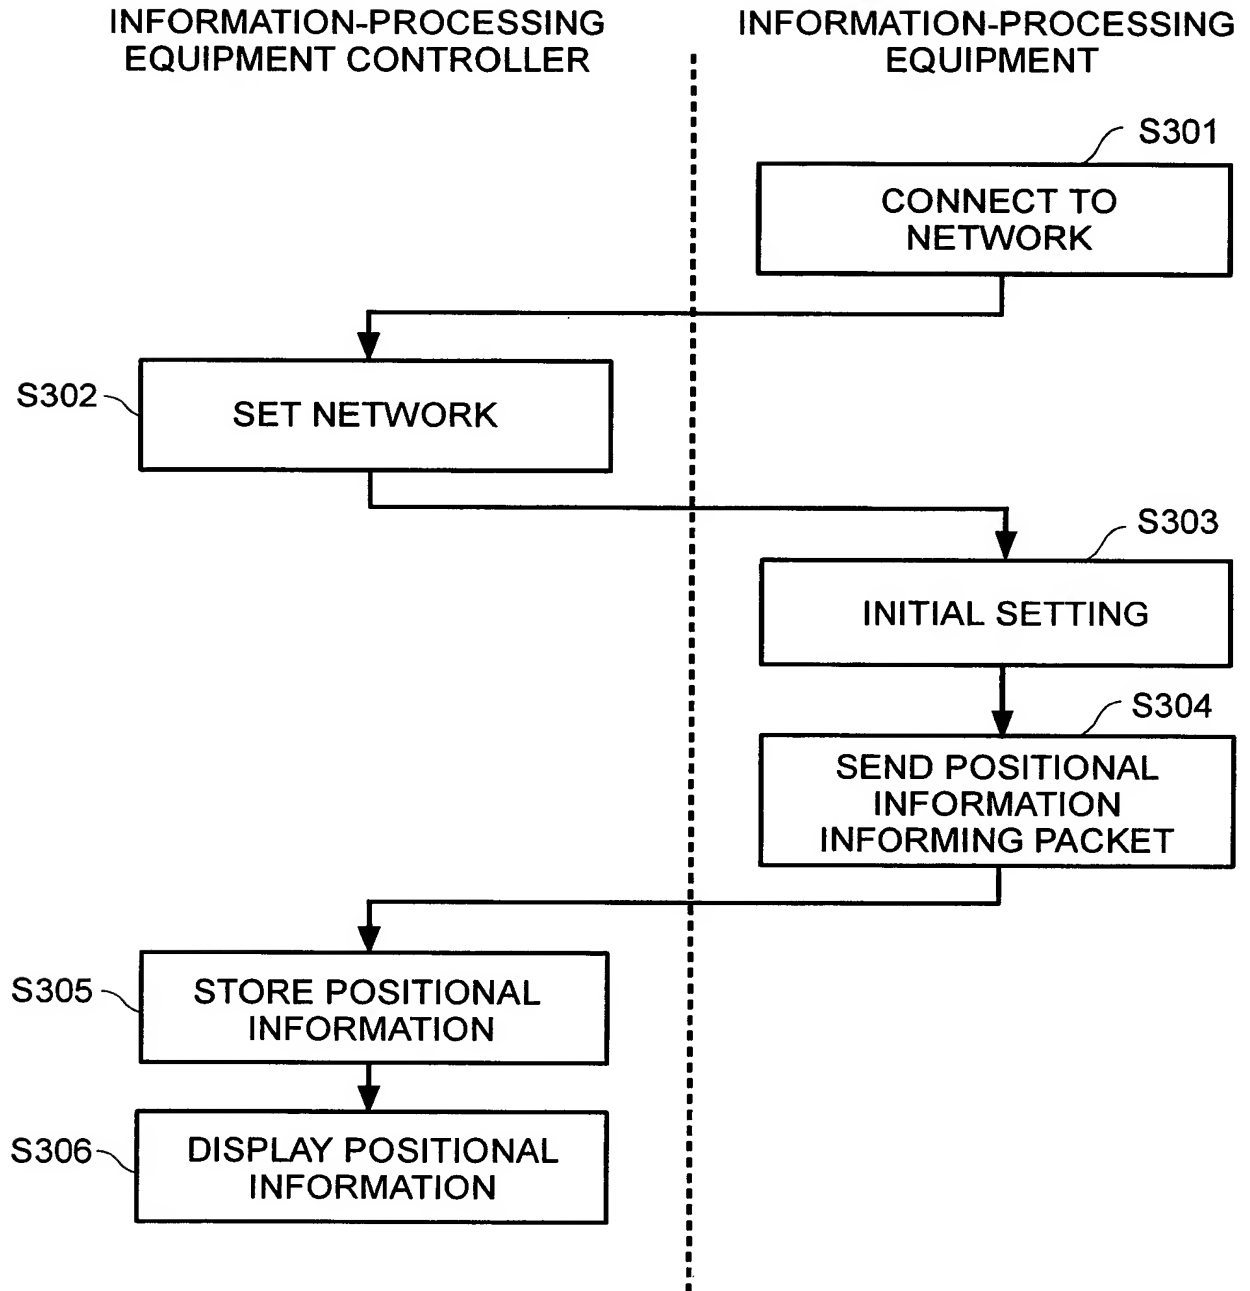 INFORMATION-PROCESSING
EQUIPMENT CONTROLLER
INFORMATION-PROCESSING
EQUIPMENT
S301
CONNECT TO
NETWORK
S302
SET NETWORK
S303
INITIAL SETTING
S304
SEND POSITIONAL
INFORMATION
INFORMING PACKET
S305
STORE POSITIONAL
INFORMATION
S306
DISPLAY POSITIONAL
INFORMATION